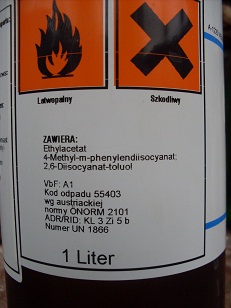 Latwopalny
Szkodliwy
ZAWIERA:
Ethylacetat
4-Methyl-m-phenylendiisocyanat:
2,6-Diisocyanat-toluol
VbF: A1
Kod odpadu 55403
wg austriackiej
normy ÖNORM 2101
ADR/RID: KL 3 Zi 5 b
Numer UN 1866
1 Liter